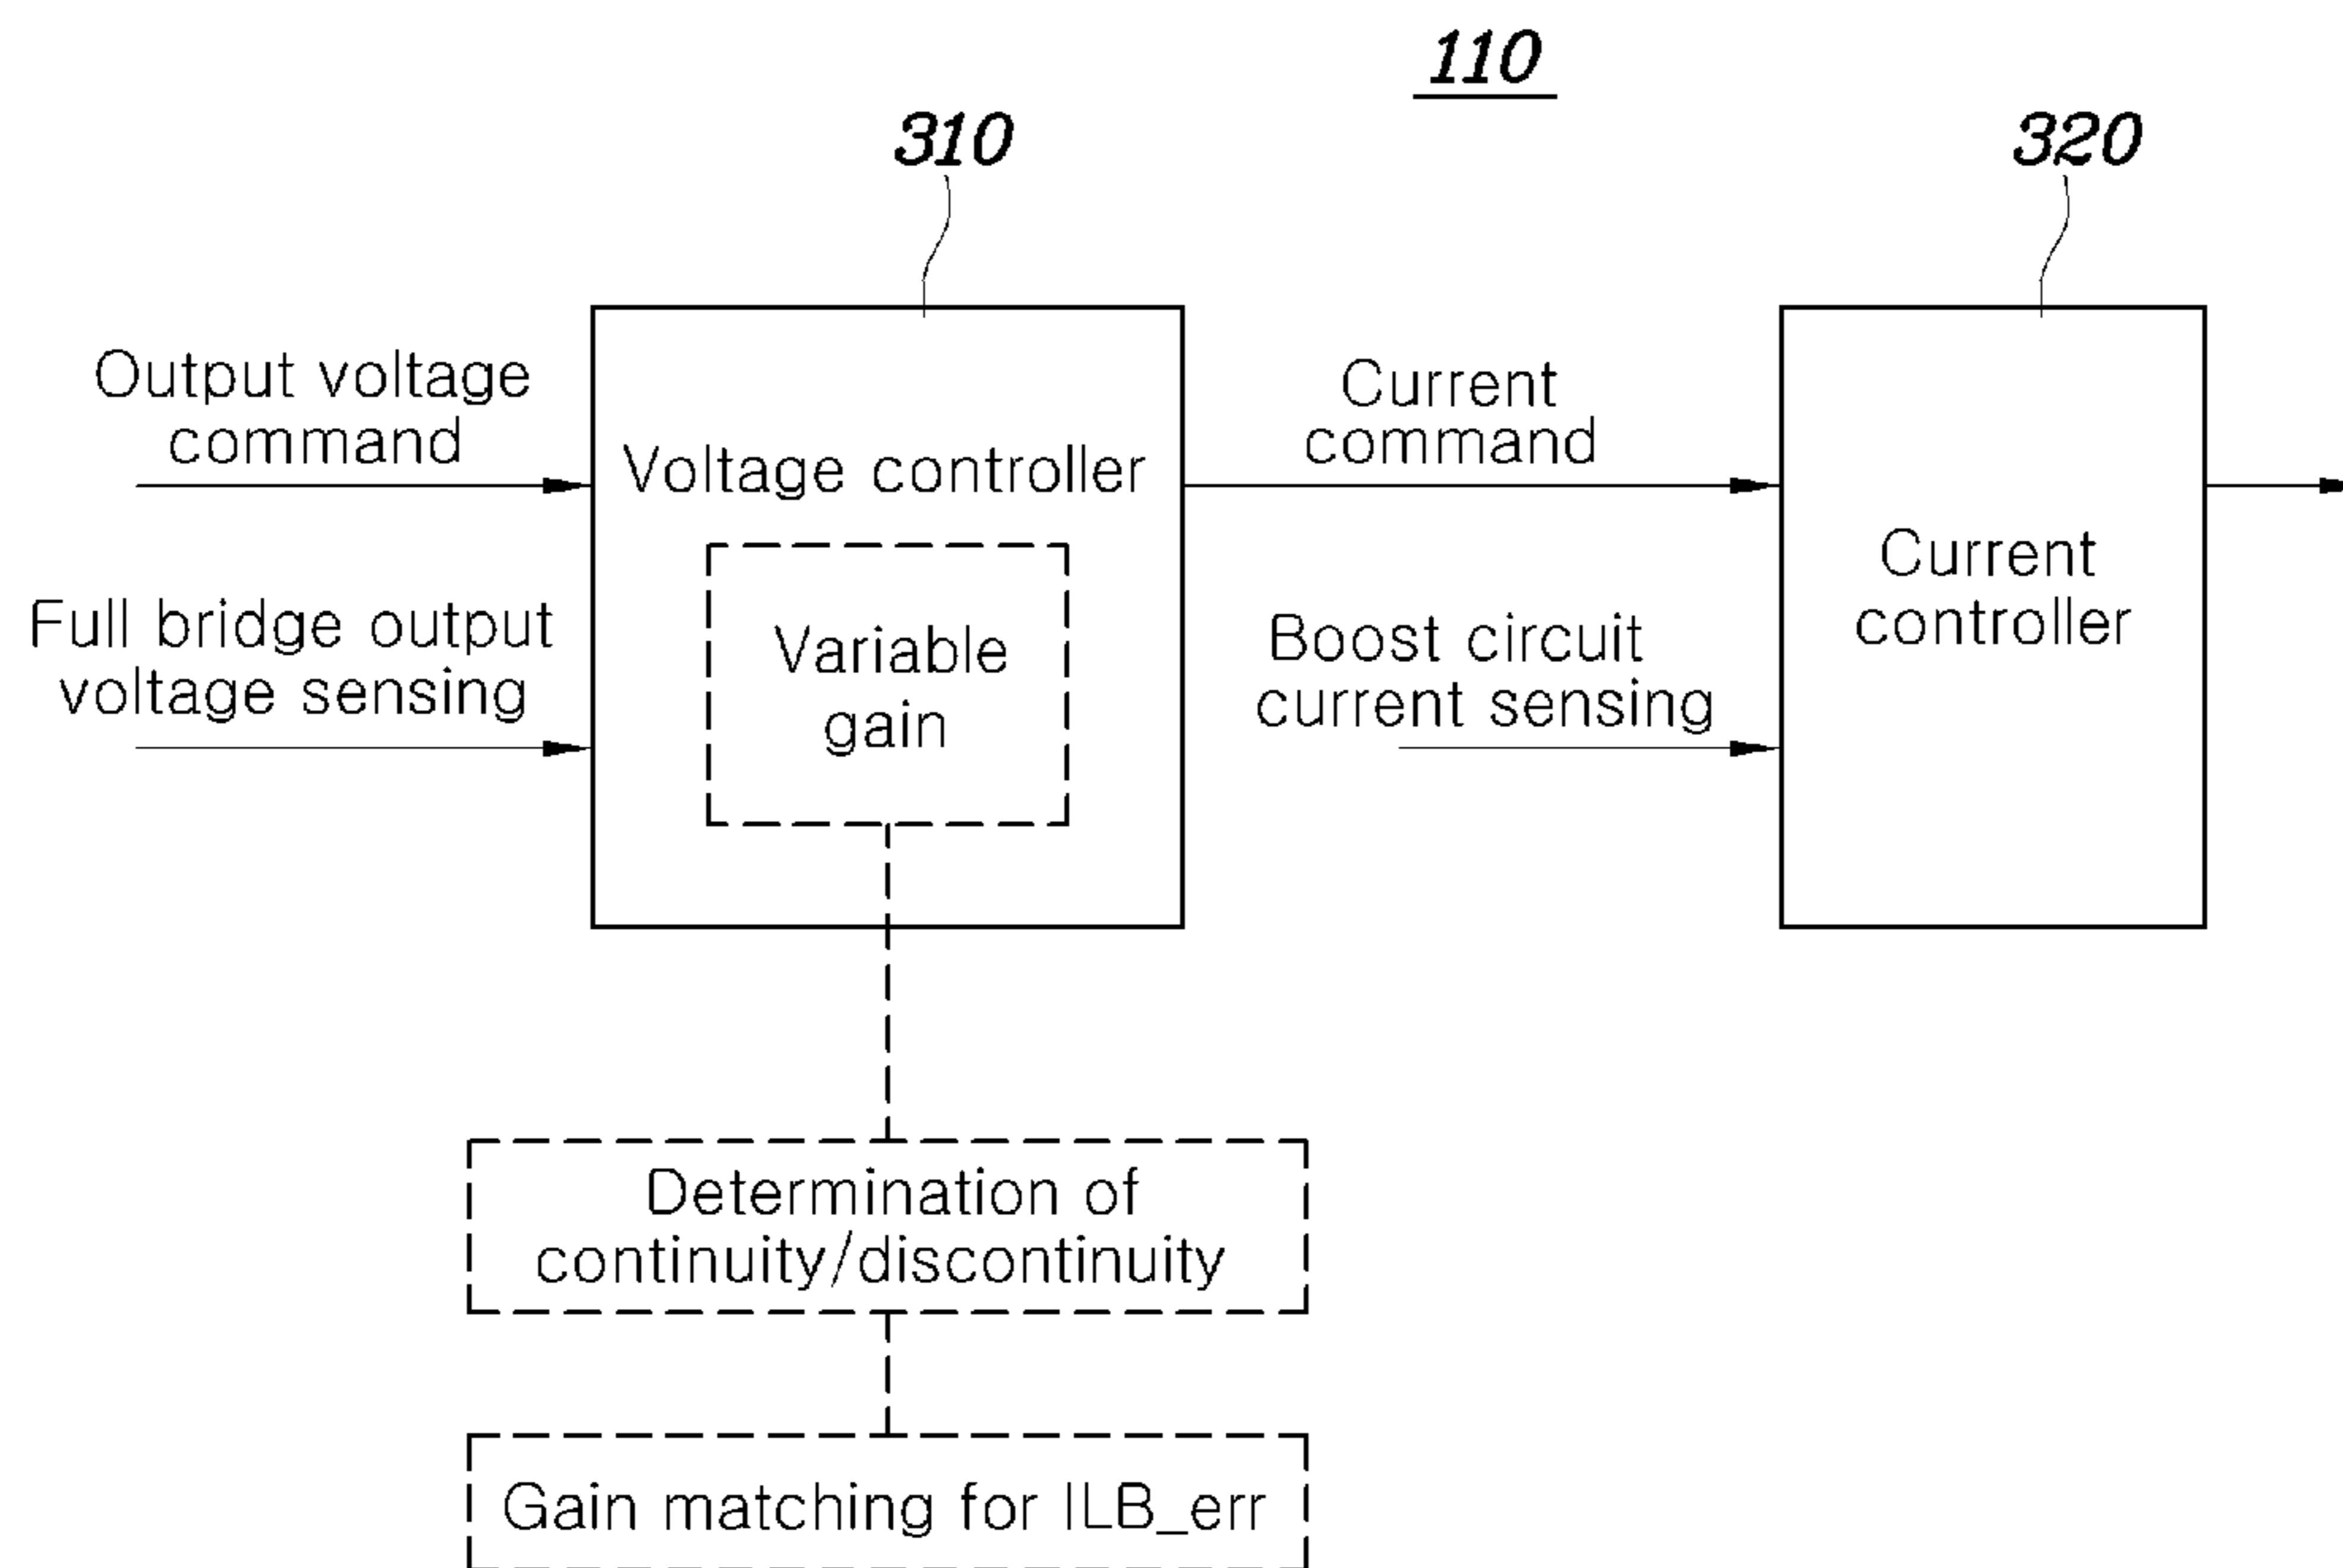 110
310
320
Output voltage
command
Full bridge output
voltage sensing
Voltage controller
Variable
gain
Current
command
Boost circuit
current sensing
Current
controller
Determination of
continuity/discontinuity
Gain matching for ILB_err